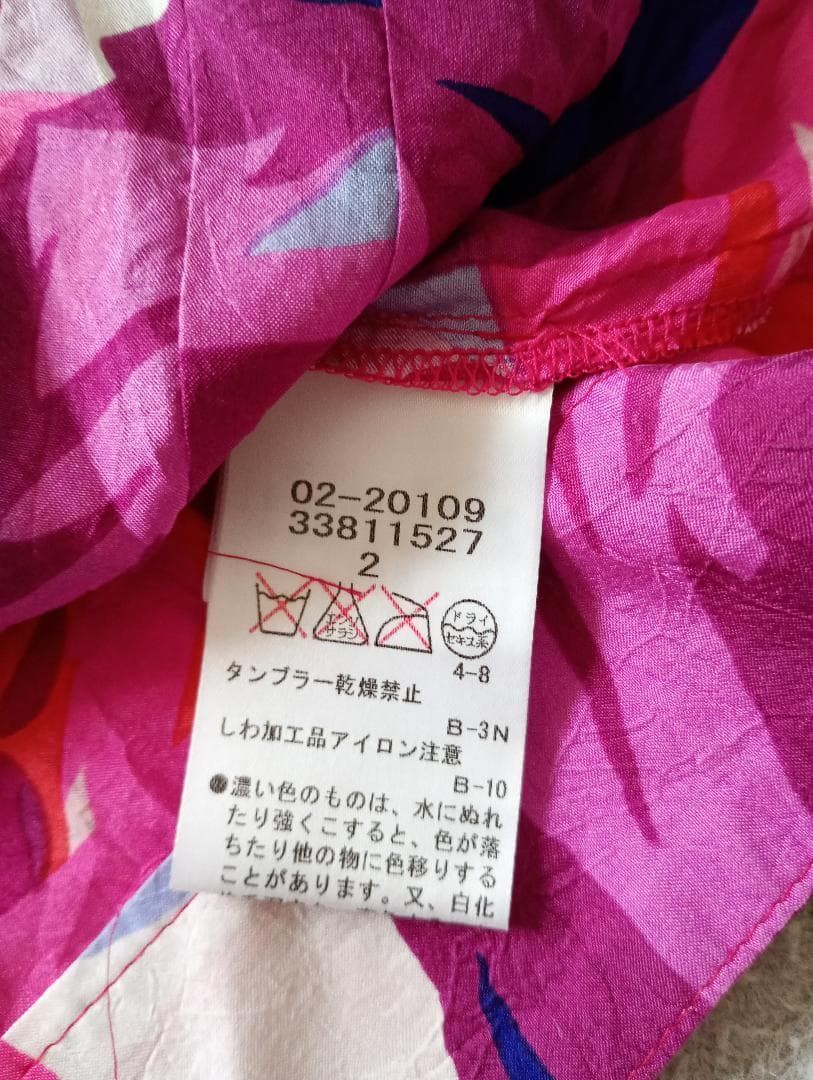 02-20109
33811527
2
エンソ
サラシ
ドライ
セキユ系
4-8
タンブラー乾燥禁止
B-3N
しわ加工品アイロン注意
B-10
●濃い色のものは、水にぬれ
たり強くこすると、色が落
ちたり他の物に色移りする
ことがあります。又、白化